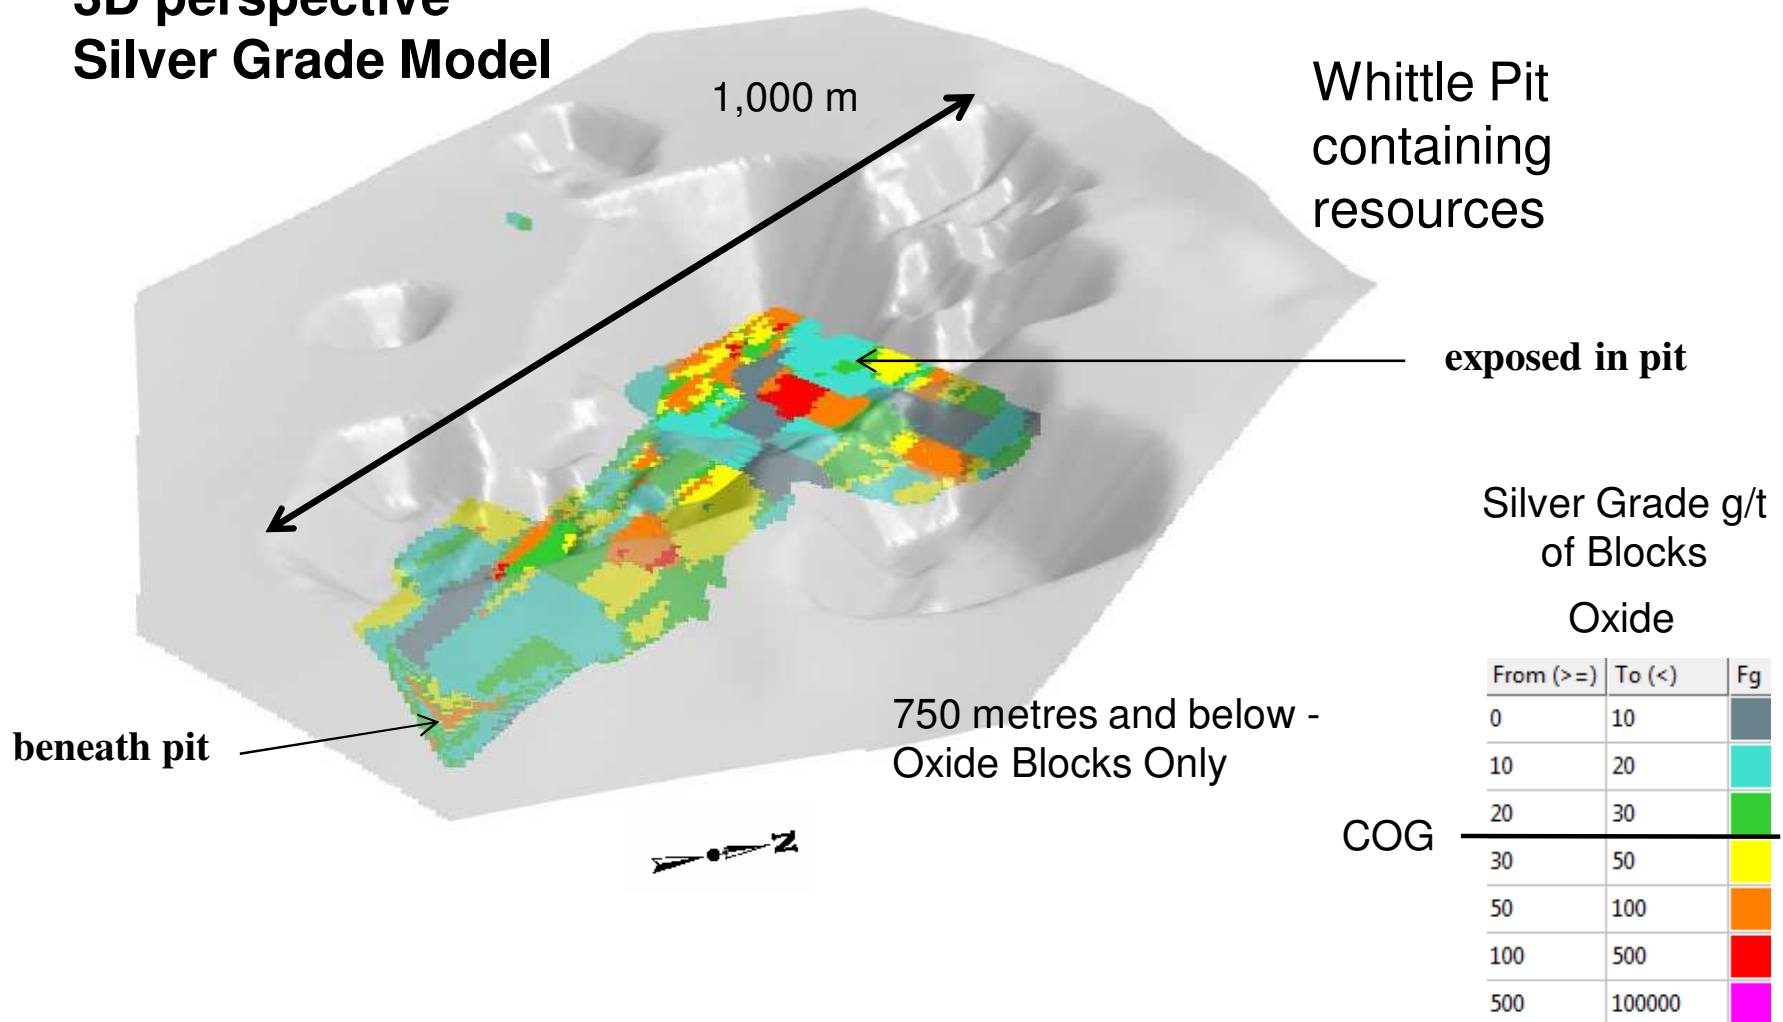 3D perspective
Silver Grade Model
1,000 m
Whittle Pit
containing
resources
exposed in pit
Silver Grade g/t
of Blocks
Oxide
From (>=) To (<) Fg
0 10
10 20
20 30
COG
30 50
50 100
100 500
500 100000
750 metres and below -
Oxide Blocks Only
beneath pit
N